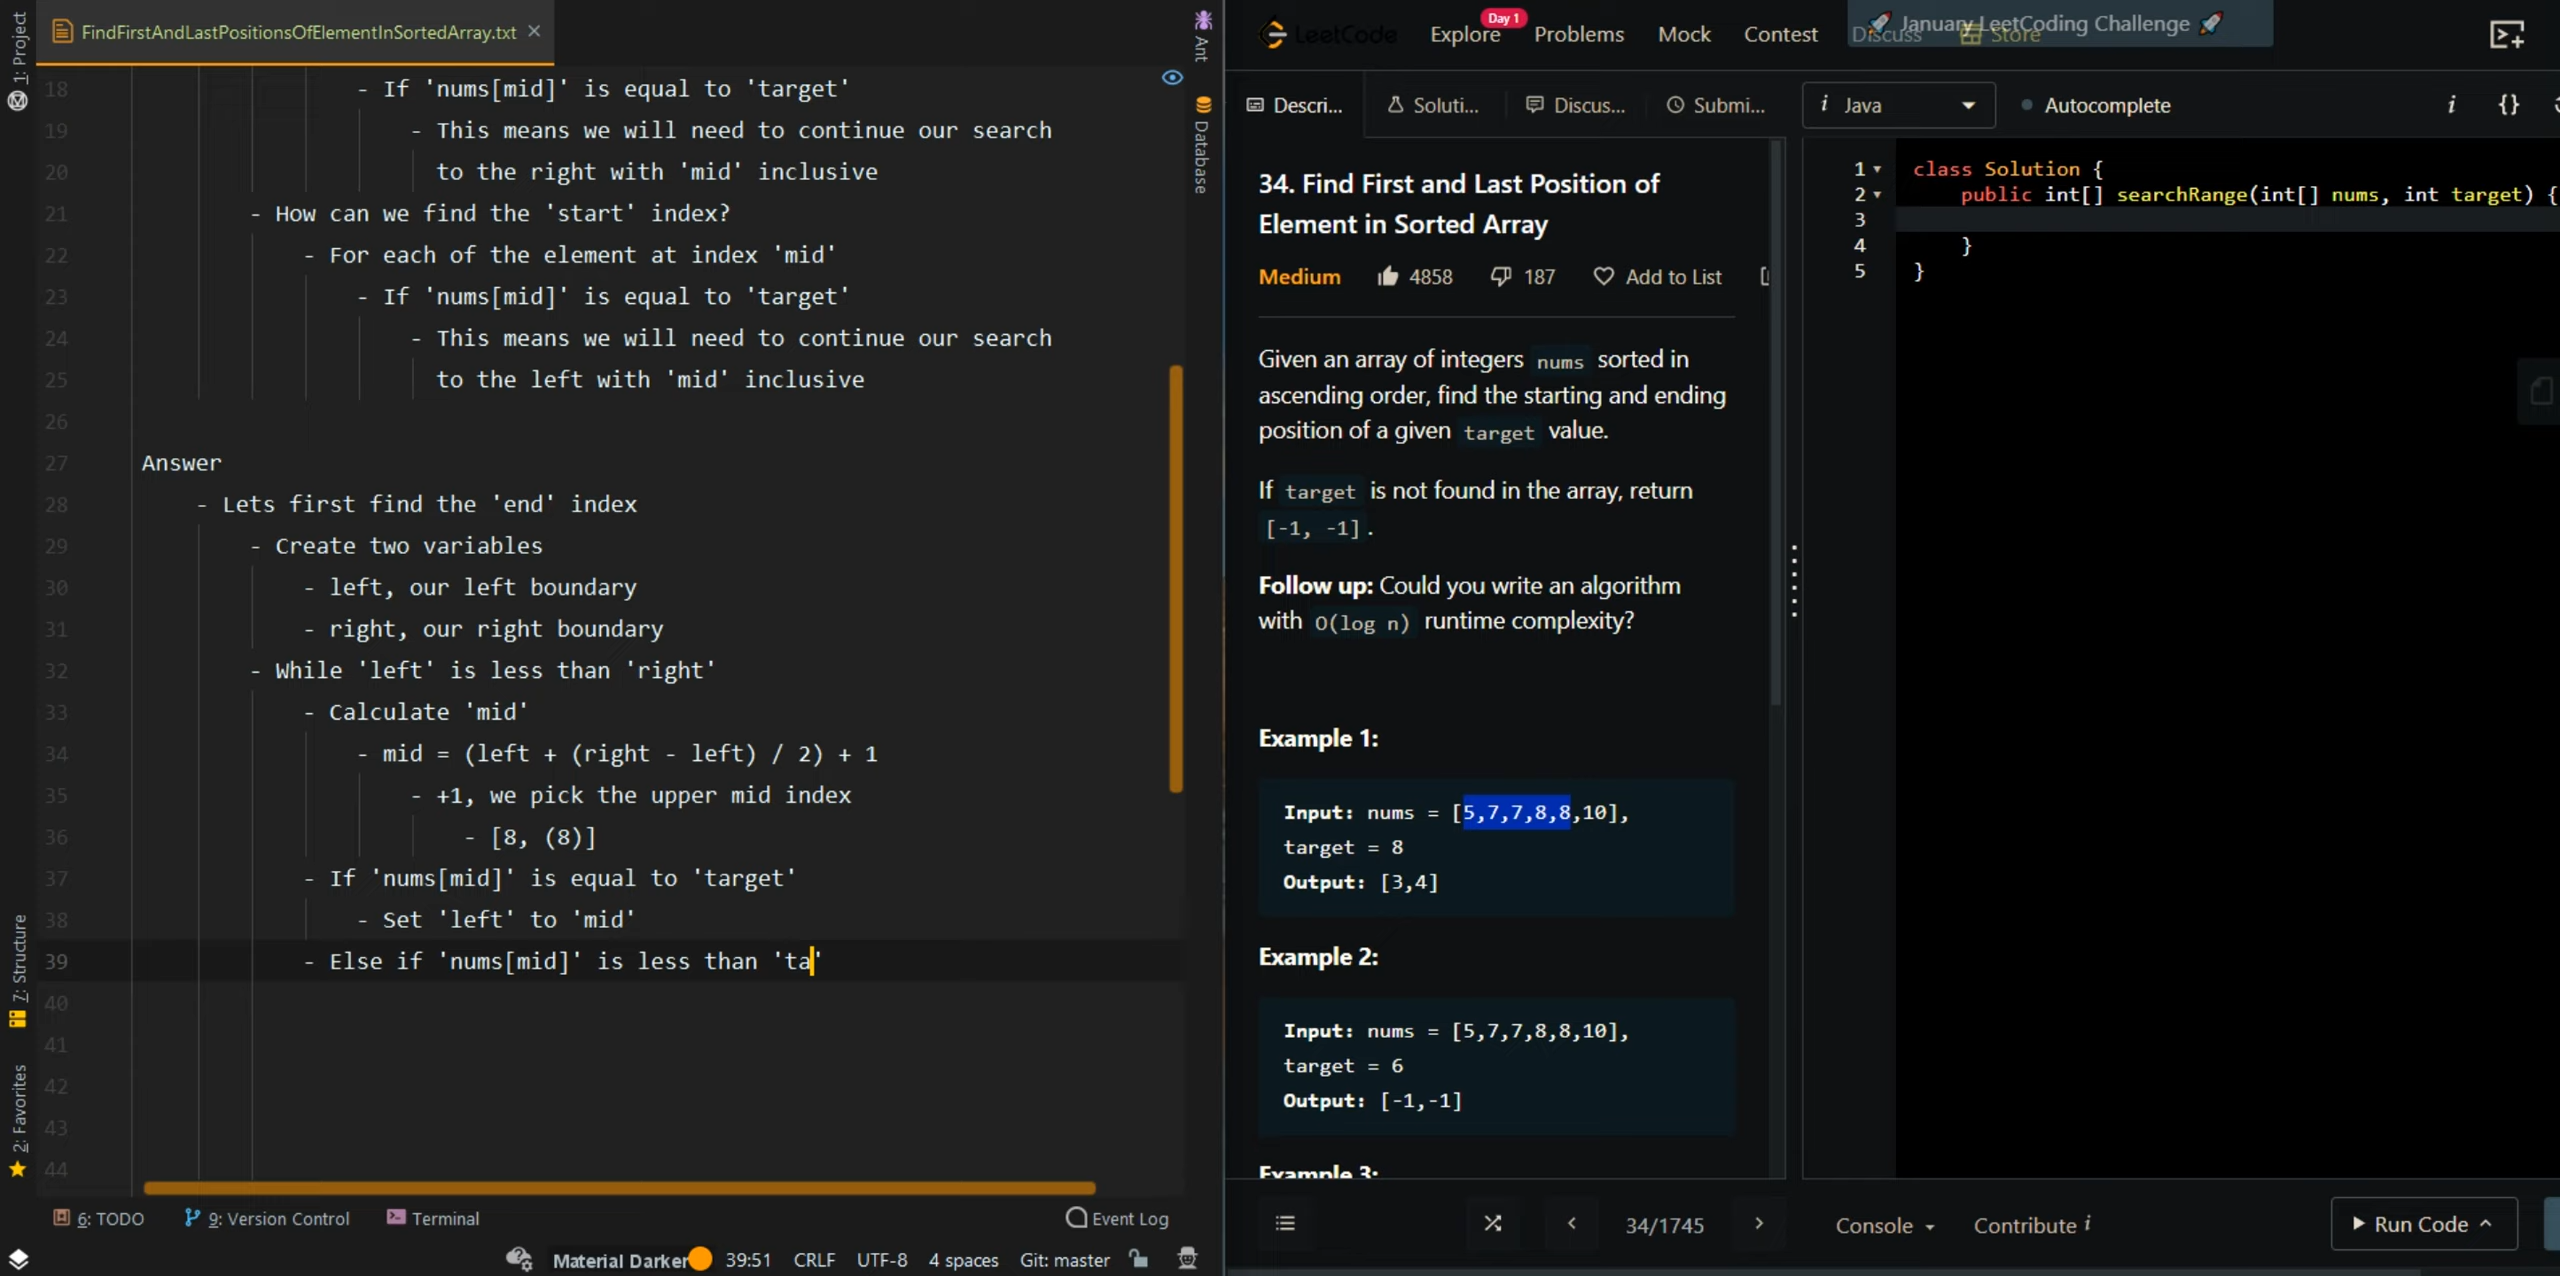 1: Project
FindFirstAndLastPositionsOfElementInSortedArray.txt
Ant
Database
18 - If 'nums[mid]' is equal to 'target'
19 - This means we will need to continue our search
20 to the right with 'mid' inclusive
21 - How can we find the 'start' index?
22 - For each of the element at index 'mid'
23 - If 'nums[mid]' is equal to 'target'
24 - This means we will need to continue our search
25 to the left with 'mid' inclusive
26
27 Answer
28 - Lets first find the 'end' index
29 - Create two variables
30 - left, our left boundary
31 - right, our right boundary
32 - While 'left' is less than 'right'
33 - Calculate 'mid'
34 - mid = (left + (right - left) / 2) + 1
35 - +1, we pick the upper mid index
36 - [8, (8)]
37 - If 'nums[mid]' is equal to 'target'
38 - Set 'left' to 'mid'
39 - Else if 'nums[mid]' is less than 'ta'
40
41
42
43
44
7: Structure
2: Favorites
6: TODO 9: Version Control Terminal Event Log
Material Darker 39:51 CRLF UTF-8 4 spaces Git: master
LeetCode Explore Day 1 Problems Mock Contest Discuss Store
January LeetCoding Challenge
Descri... Soluti... Discus... Submi...
34. Find First and Last Position of
Element in Sorted Array
Medium 4858 187 Add to List
Given an array of integers nums sorted in
ascending order, find the starting and ending
position of a given target value.
If target is not found in the array, return
[-1, -1].
Follow up: Could you write an algorithm
with O(log n) runtime complexity?
Example 1:
Input: nums = [5,7,7,8,8,10],
target = 8
Output: [3,4]
Example 2:
Input: nums = [5,7,7,8,8,10],
target = 6
Output: [-1,-1]
Example 3:
34/1745
i Java Autocomplete i {}
1 class Solution {
2 public int[] searchRange(int[] nums, int target) {
3
4 }
5 }
Console Contribute i Run Code